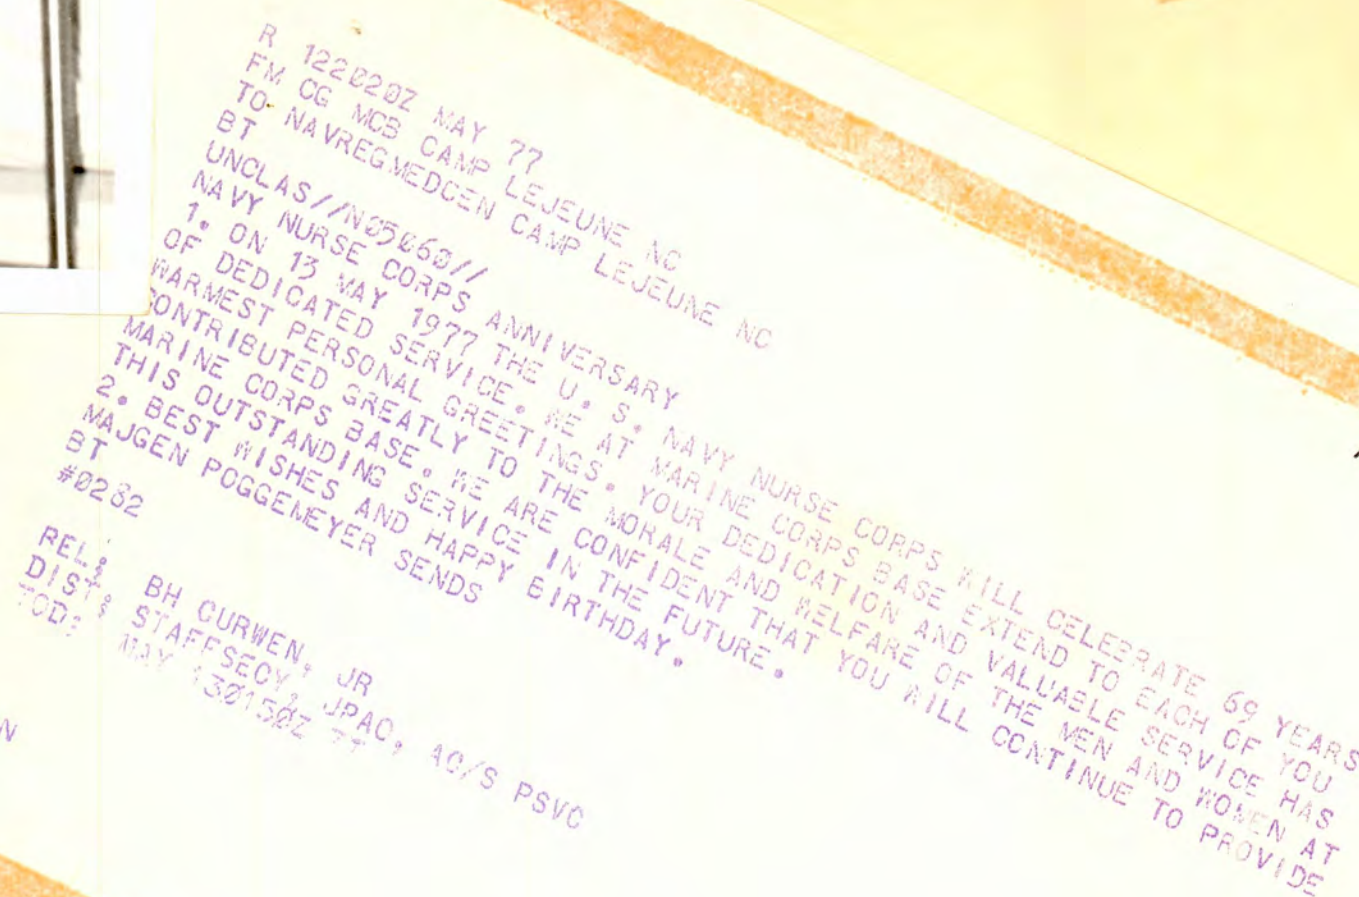 R 122020Z MAY 77
FM CG MCB CAMP LEJEUNE NC
TO NAVREGMEDCEN CAMP LEJEUNE NC
BT
UNCLAS//N05060//
NAVY NURSE CORPS ANNIVERSARY
1. ON 13 MAY 1977 THE U. S. NAVY NURSE CORPS WILL CELEBRATE 69 YEARS
OF DEDICATED SERVICE. WE AT MARINE CORPS BASE EXTEND TO EACH OF YOU
WARMEST PERSONAL GREETINGS. YOUR DEDICATION AND VALUABLE SERVICE HAS
CONTRIBUTED GREATLY TO THE MORALE AND WELFARE OF THE MEN AND WOMEN AT
MARINE CORPS BASE. WE ARE CONFIDENT THAT YOU WILL CONTINUE TO PROVIDE
THIS OUTSTANDING SERVICE IN THE FUTURE.
2. BEST WISHES AND HAPPY BIRTHDAY.
MAJGEN POGGEMEYER SENDS
BT
#0282
REL: BH CURWEN, JR
DIST: STAFFSECY, JPAO, AC/S PSVC
TOD: MAY 130150Z 77
N